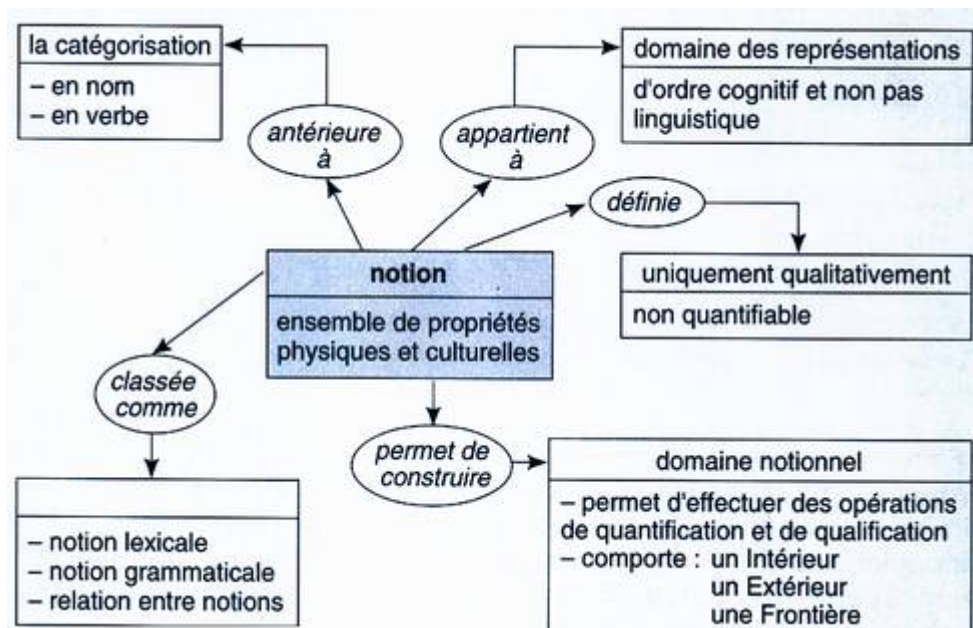 la catégorisation
– en nom
– en verbe
antérieure
à
appartient
à
domaine des représentations
d'ordre cognitif et non pas
linguistique
définie
uniquement qualitativement
non quantifiable
notion
ensemble de propriétés
physiques et culturelles
classée
comme
– notion lexicale
– notion grammaticale
– relation entre notions
permet de
construire
domaine notionnel
– permet d'effectuer des opérations
de quantification et de qualification
– comporte : un Intérieur
un Extérieur
une Frontière